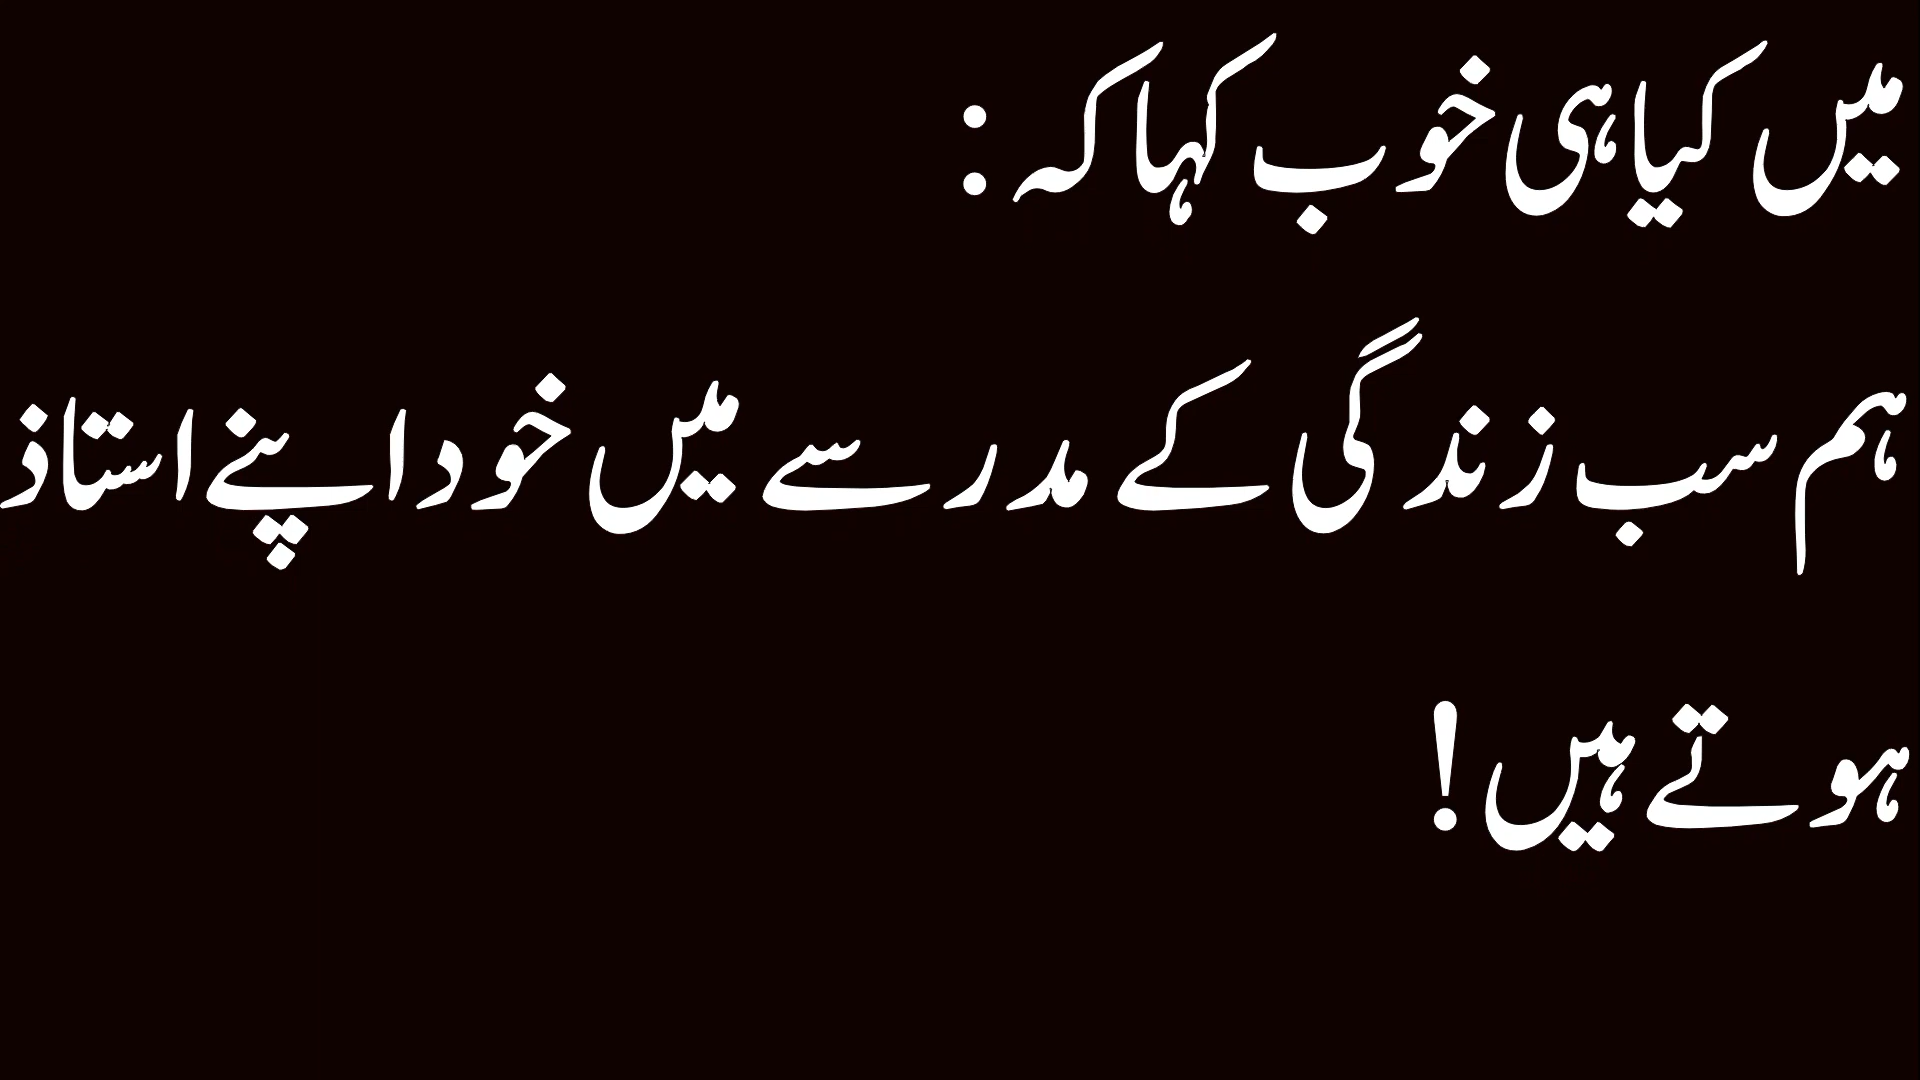 میں کیا ہی خوب کہا کہ :
ہم سب زندگی کے مدرسے میں خود اپنے استاذ
ہوتے ہیں !